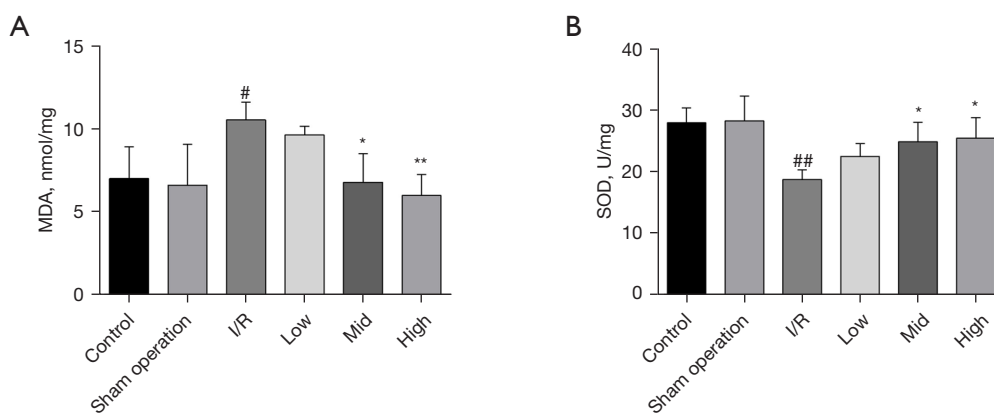 A
MDA, nmol/mg
15
10
5
0
#
*
**
Control
Sham operation
I/R
Low
Mid
High
B
SOD, U/mg
40
30
20
10
0
##
*
*
Control
Sham operation
I/R
Low
Mid
High